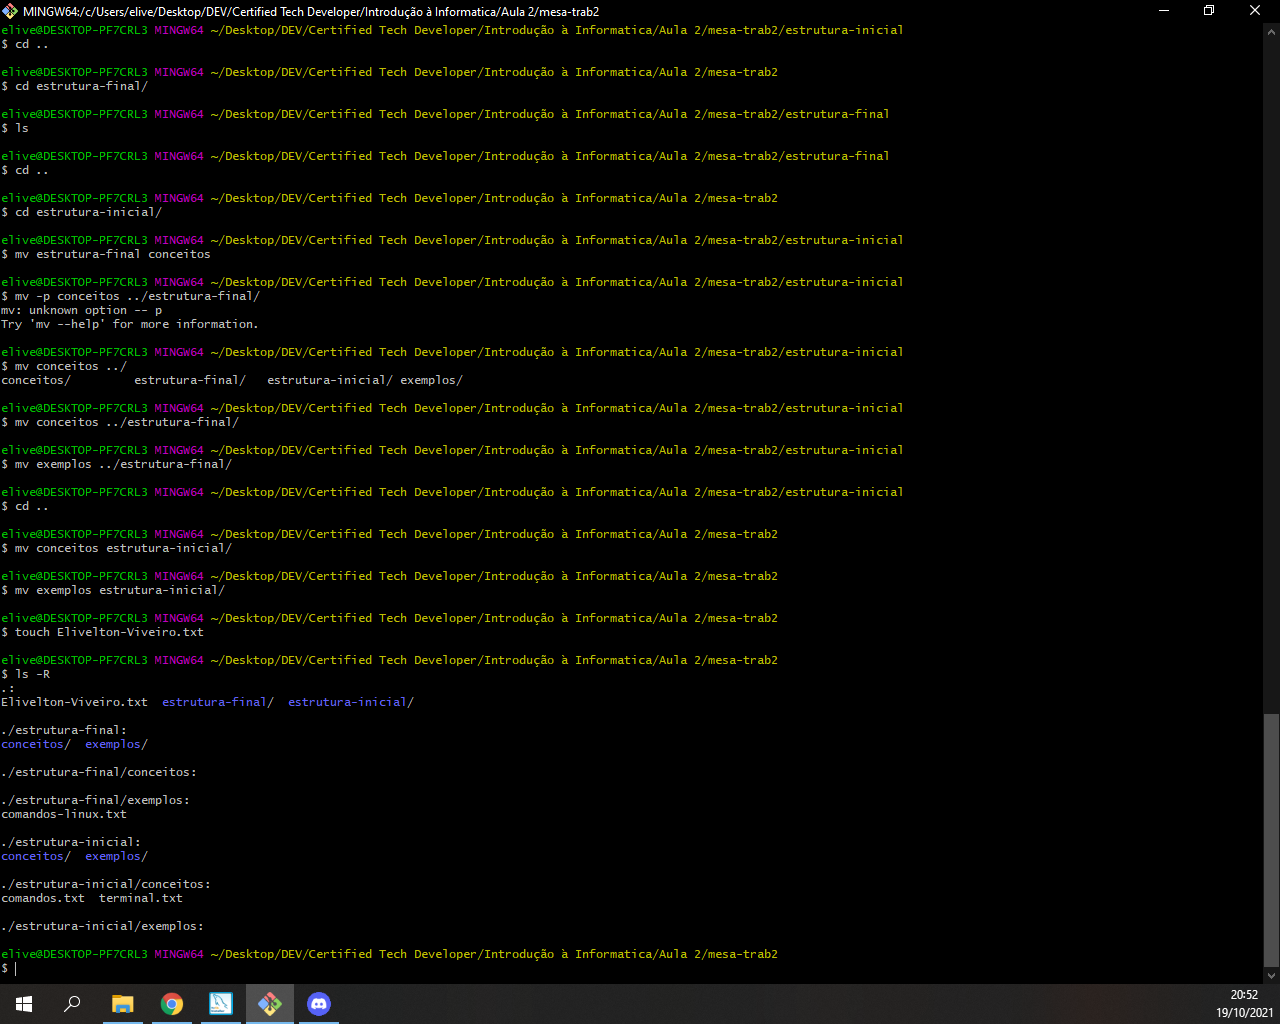 MINGW64:/c/Users/elive/Desktop/DEV/Certified Tech Developer/Introdução à Informatica/Aula 2/mesa-trab2
elive@DESKTOP-PF7CRL3 MINGW64 ~/Desktop/DEV/Certified Tech Developer/Introdução à Informatica/Aula 2/mesa-trab2/estrutura-inicial
$ cd ..
elive@DESKTOP-PF7CRL3 MINGW64 ~/Desktop/DEV/Certified Tech Developer/Introdução à Informatica/Aula 2/mesa-trab2
$ cd estrutura-final/
elive@DESKTOP-PF7CRL3 MINGW64 ~/Desktop/DEV/Certified Tech Developer/Introdução à Informatica/Aula 2/mesa-trab2/estrutura-final
$ ls
elive@DESKTOP-PF7CRL3 MINGW64 ~/Desktop/DEV/Certified Tech Developer/Introdução à Informatica/Aula 2/mesa-trab2/estrutura-final
$ cd ..
elive@DESKTOP-PF7CRL3 MINGW64 ~/Desktop/DEV/Certified Tech Developer/Introdução à Informatica/Aula 2/mesa-trab2
$ cd estrutura-inicial/
elive@DESKTOP-PF7CRL3 MINGW64 ~/Desktop/DEV/Certified Tech Developer/Introdução à Informatica/Aula 2/mesa-trab2/estrutura-inicial
$ mv estrutura-final conceitos
elive@DESKTOP-PF7CRL3 MINGW64 ~/Desktop/DEV/Certified Tech Developer/Introdução à Informatica/Aula 2/mesa-trab2/estrutura-inicial
$ mv -p conceitos ../estrutura-final/
mv: unknown option -- p
Try 'mv --help' for more information.
elive@DESKTOP-PF7CRL3 MINGW64 ~/Desktop/DEV/Certified Tech Developer/Introdução à Informatica/Aula 2/mesa-trab2/estrutura-inicial
$ mv conceitos ../
conceitos/ estrutura-final/ estrutura-inicial/ exemplos/
elive@DESKTOP-PF7CRL3 MINGW64 ~/Desktop/DEV/Certified Tech Developer/Introdução à Informatica/Aula 2/mesa-trab2/estrutura-inicial
$ mv conceitos ../estrutura-final/
elive@DESKTOP-PF7CRL3 MINGW64 ~/Desktop/DEV/Certified Tech Developer/Introdução à Informatica/Aula 2/mesa-trab2/estrutura-inicial
$ mv exemplos ../estrutura-final/
elive@DESKTOP-PF7CRL3 MINGW64 ~/Desktop/DEV/Certified Tech Developer/Introdução à Informatica/Aula 2/mesa-trab2/estrutura-inicial
$ cd ..
elive@DESKTOP-PF7CRL3 MINGW64 ~/Desktop/DEV/Certified Tech Developer/Introdução à Informatica/Aula 2/mesa-trab2
$ mv conceitos estrutura-inicial/
elive@DESKTOP-PF7CRL3 MINGW64 ~/Desktop/DEV/Certified Tech Developer/Introdução à Informatica/Aula 2/mesa-trab2
$ mv exemplos estrutura-inicial/
elive@DESKTOP-PF7CRL3 MINGW64 ~/Desktop/DEV/Certified Tech Developer/Introdução à Informatica/Aula 2/mesa-trab2
$ touch Elivelton-Viveiro.txt
elive@DESKTOP-PF7CRL3 MINGW64 ~/Desktop/DEV/Certified Tech Developer/Introdução à Informatica/Aula 2/mesa-trab2
$ ls -R
.:
Elivelton-Viveiro.txt estrutura-final/ estrutura-inicial/
./estrutura-final:
conceitos/ exemplos/
./estrutura-final/conceitos:
./estrutura-final/exemplos:
comandos-linux.txt
./estrutura-inicial:
conceitos/ exemplos/
./estrutura-inicial/conceitos:
comandos.txt terminal.txt
./estrutura-inicial/exemplos:
elive@DESKTOP-PF7CRL3 MINGW64 ~/Desktop/DEV/Certified Tech Developer/Introdução à Informatica/Aula 2/mesa-trab2
$
20:52
19/10/2021